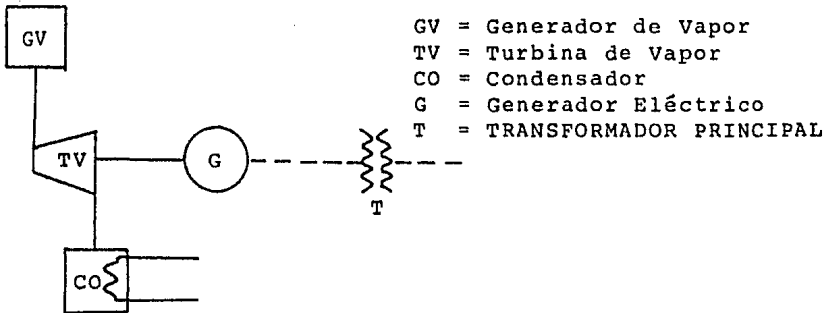 GV
GV = Generador de Vapor
TV = Turbina de Vapor
CO = Condensador
G = Generador Eléctrico
T = TRANSFORMADOR PRINCIPAL
TV
G
T
CO